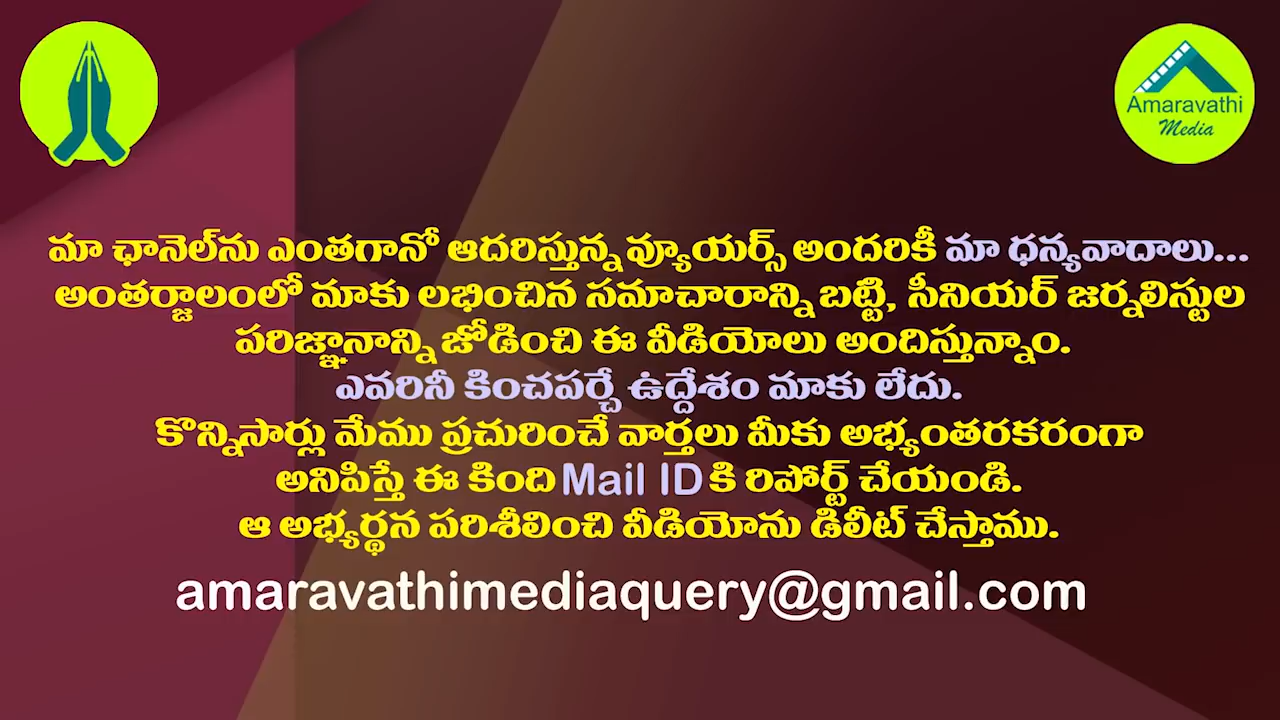 Amaravathi
Media
మా ఛానెల్‌ను ఎంతగానో ఆదరిస్తున్న వ్యూయర్స్ అందరికీ మా ధన్యవాదాలు...
అంతర్జాలంలో మాకు లభించిన సమాచారాన్ని బట్టి, సీనియర్ జర్నలిస్టుల
పరిజ్ఞానాన్ని జోడించి ఈ వీడియోలు అందిస్తున్నాం.
ఎవరినీ కించపర్చే ఉద్దేశం మాకు లేదు.
కొన్నిసార్లు మేము ప్రచురించే వార్తలు మీకు అభ్యంతరకరంగా
అనిపిస్తే ఈ కింది Mail ID కి రిపోర్ట్ చేయండి.
ఆ అభ్యర్థన పరిశీలించి వీడియోను డిలీట్ చేస్తాము.
amaravathimediaquery@gmail.com